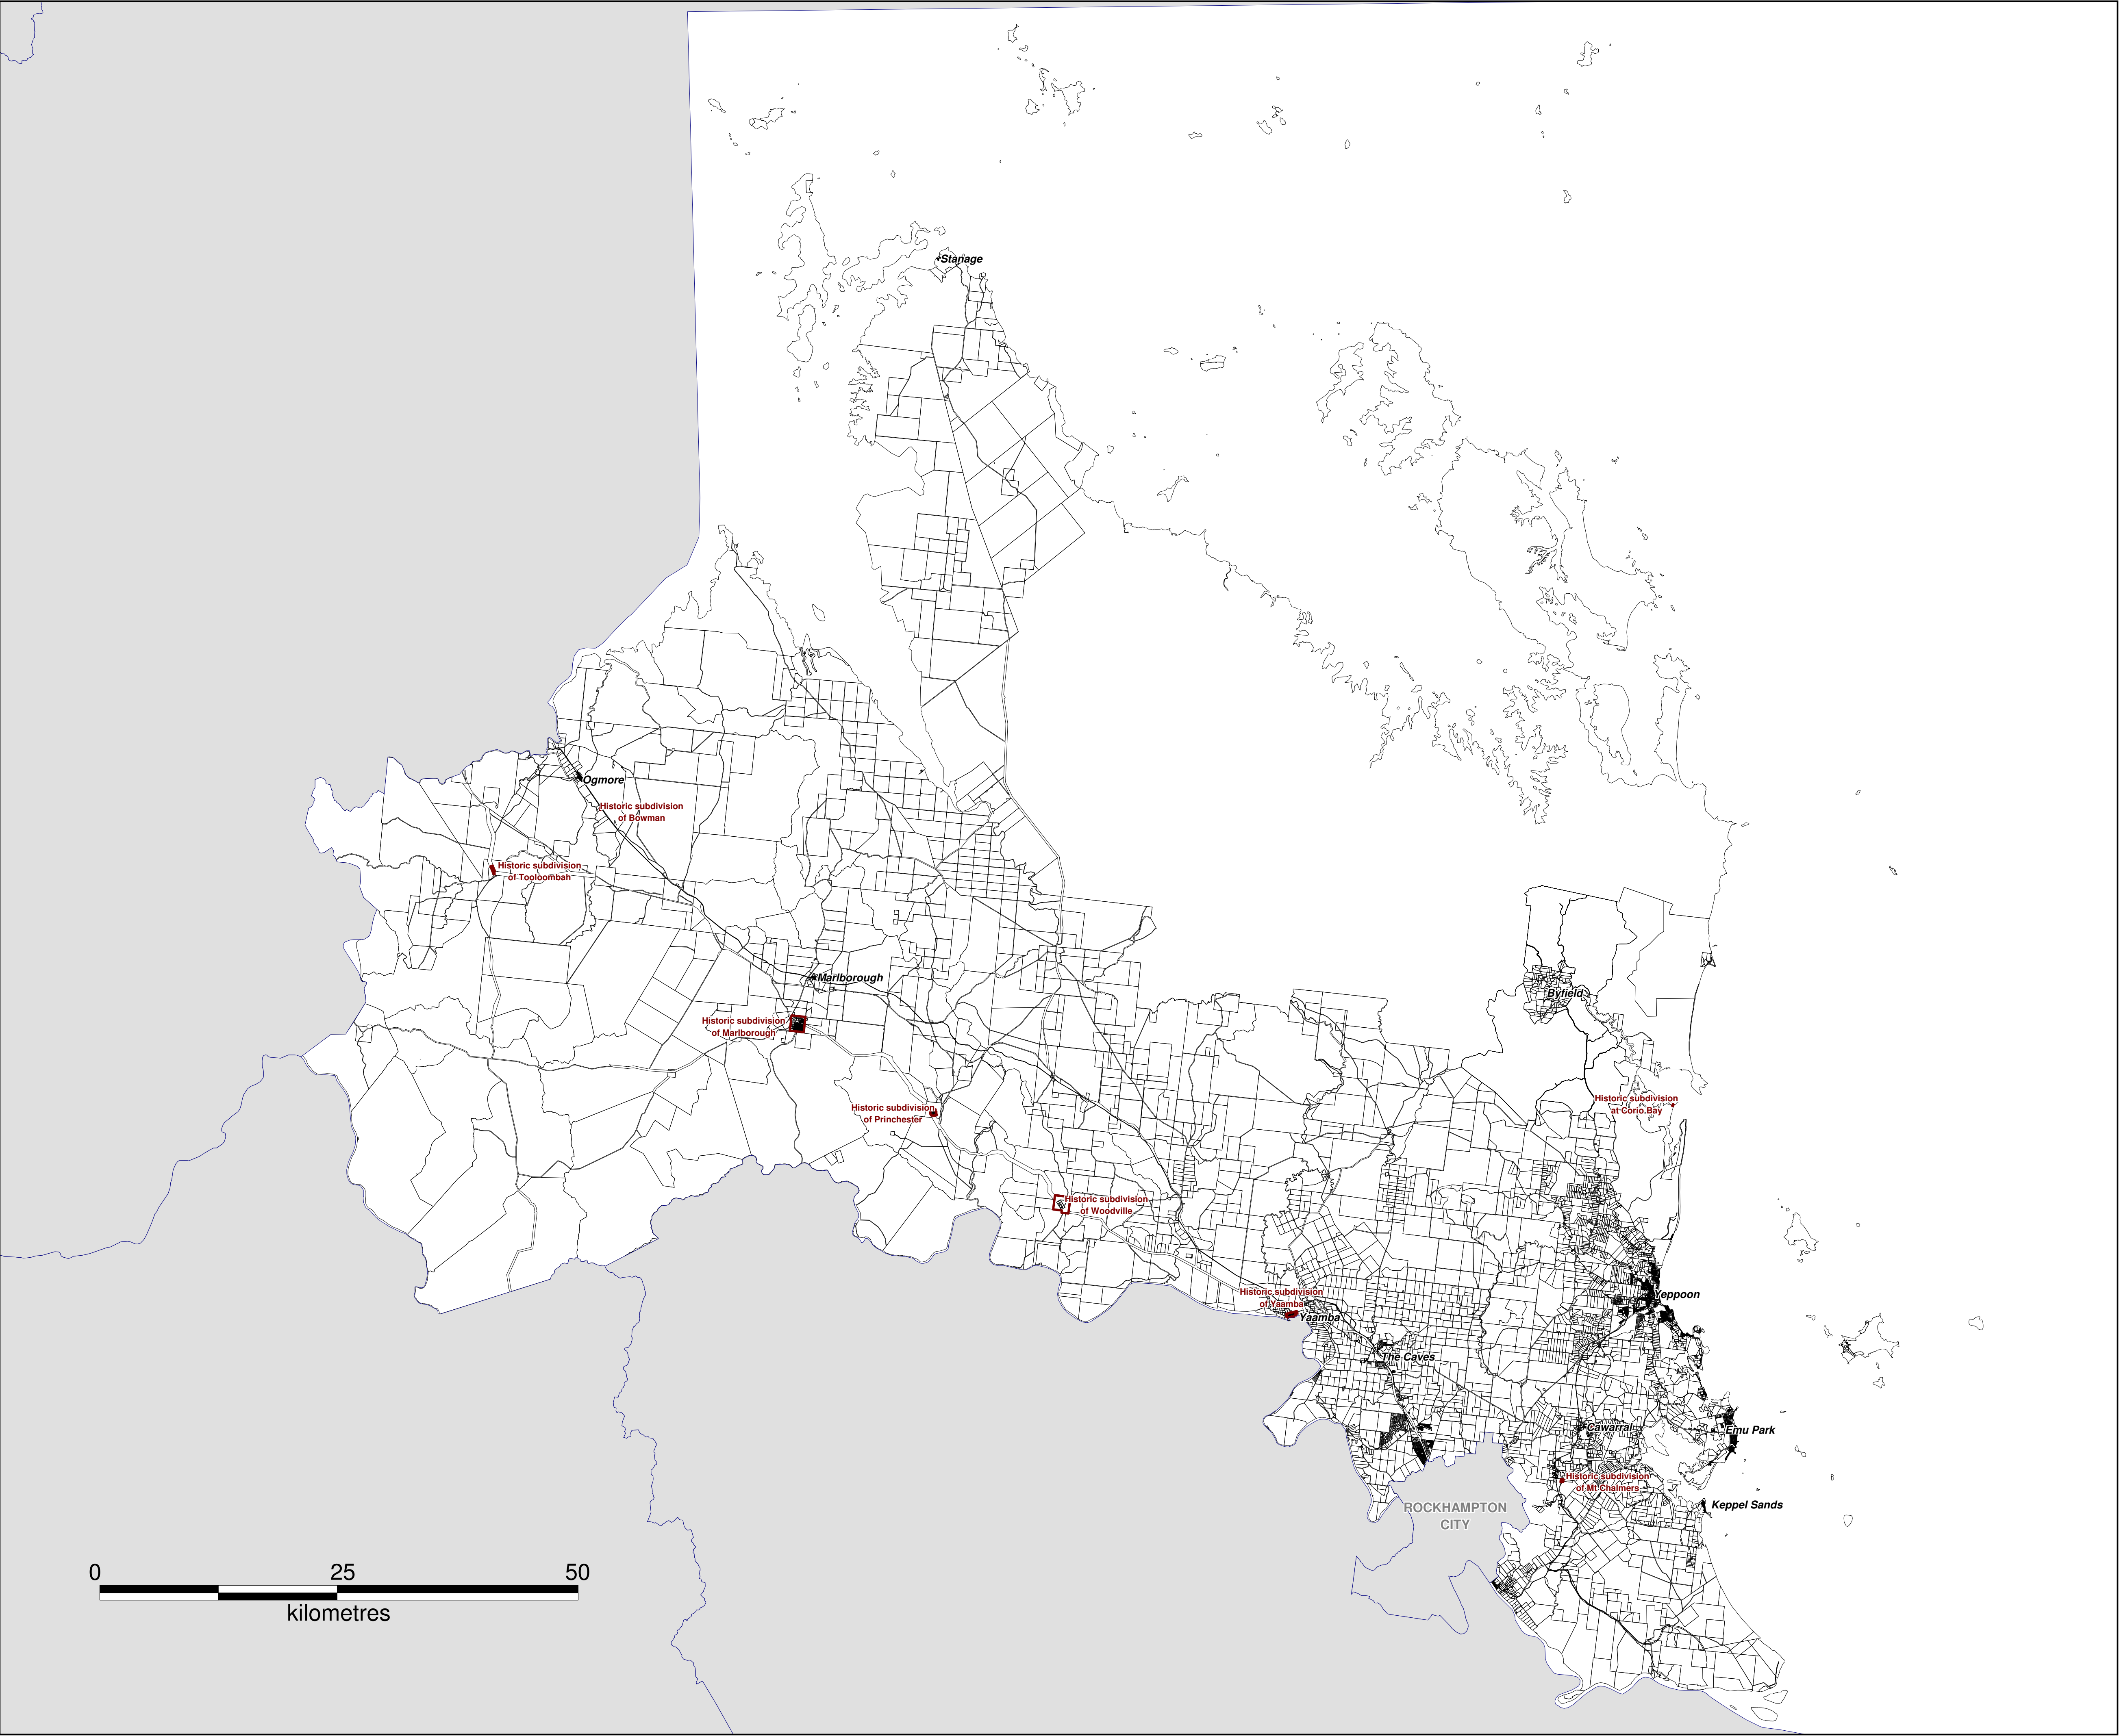 Stanage
Ogmore
Historic subdivision
of Bowman
Historic subdivision
of Tooloombah
Marlborough
Byfield
Historic subdivision
of Marlborough
Historic subdivision
at Corio Bay
Historic subdivision
of Princhester
Historic subdivision
of Woodville
Historic subdivision
of Yaamba
Yeppoon
Yaamba
The Caves
Cawarral
Emu Park
Historic subdivision
of Mt Chalmers
Keppel Sands
ROCKHAMPTON
CITY
0 25 50
kilometres